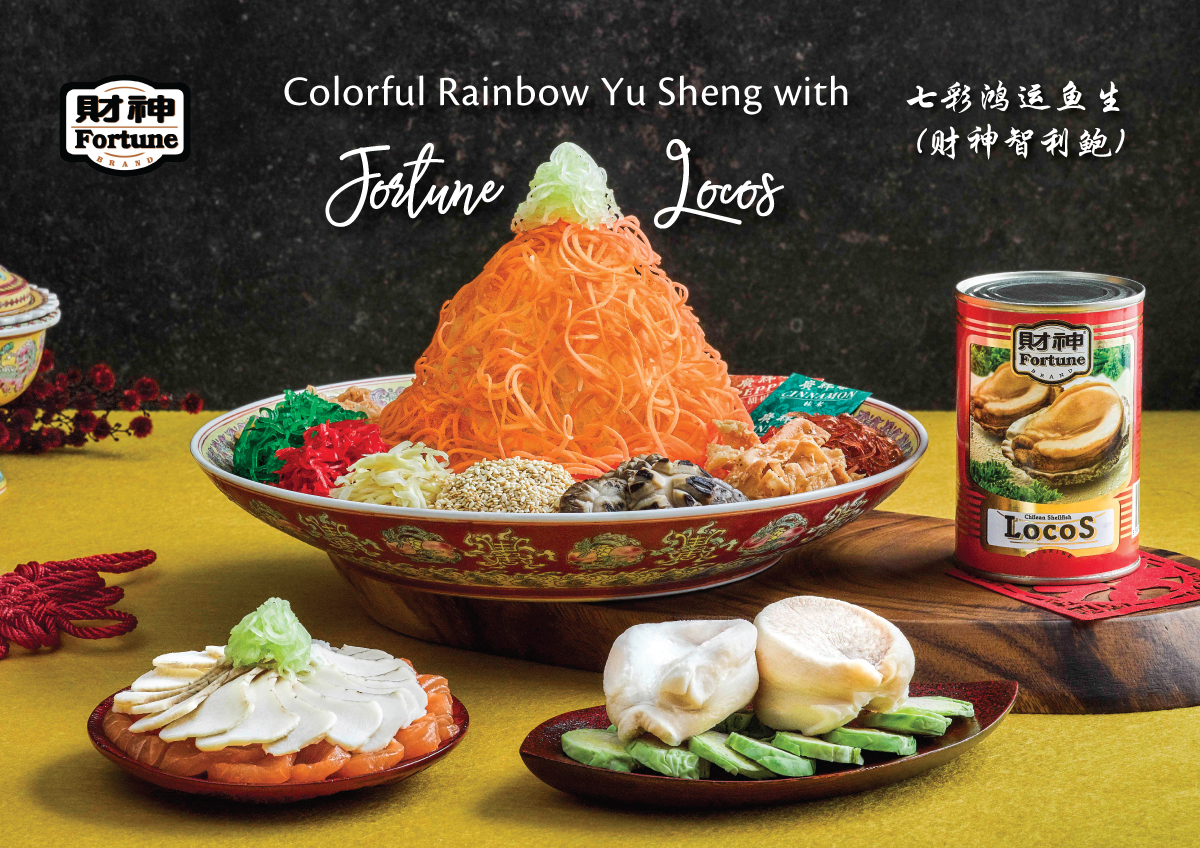 財神
Fortune
BRAND
Colorful Rainbow Yu Sheng with
Fortune Locos
七彩鸿运鱼生
(财神智利鲍)
CINNAMON
財神
Fortune
BRAND
Chilean Shellfish
LocoS